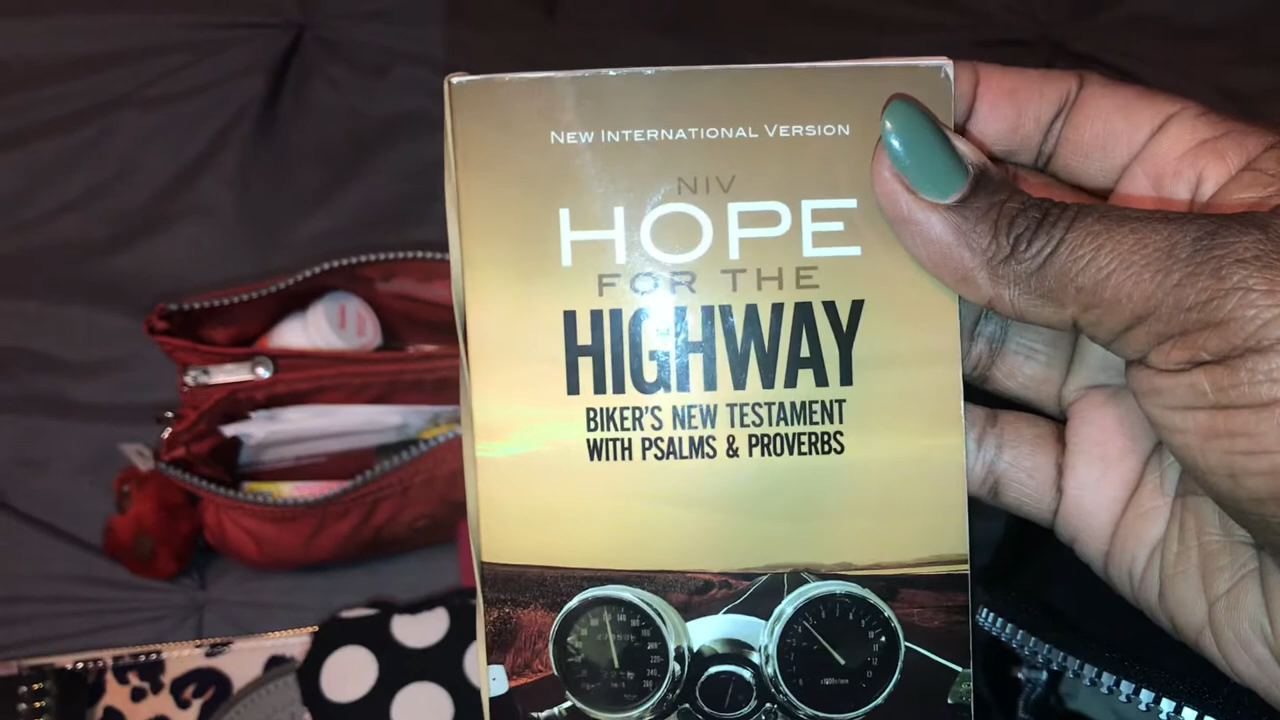 NEW INTERNATIONAL VERSION
NIV
HOPE
FOR THE
HIGHWAY
BIKER'S NEW TESTAMENT
WITH PSALMS & PROVERBS